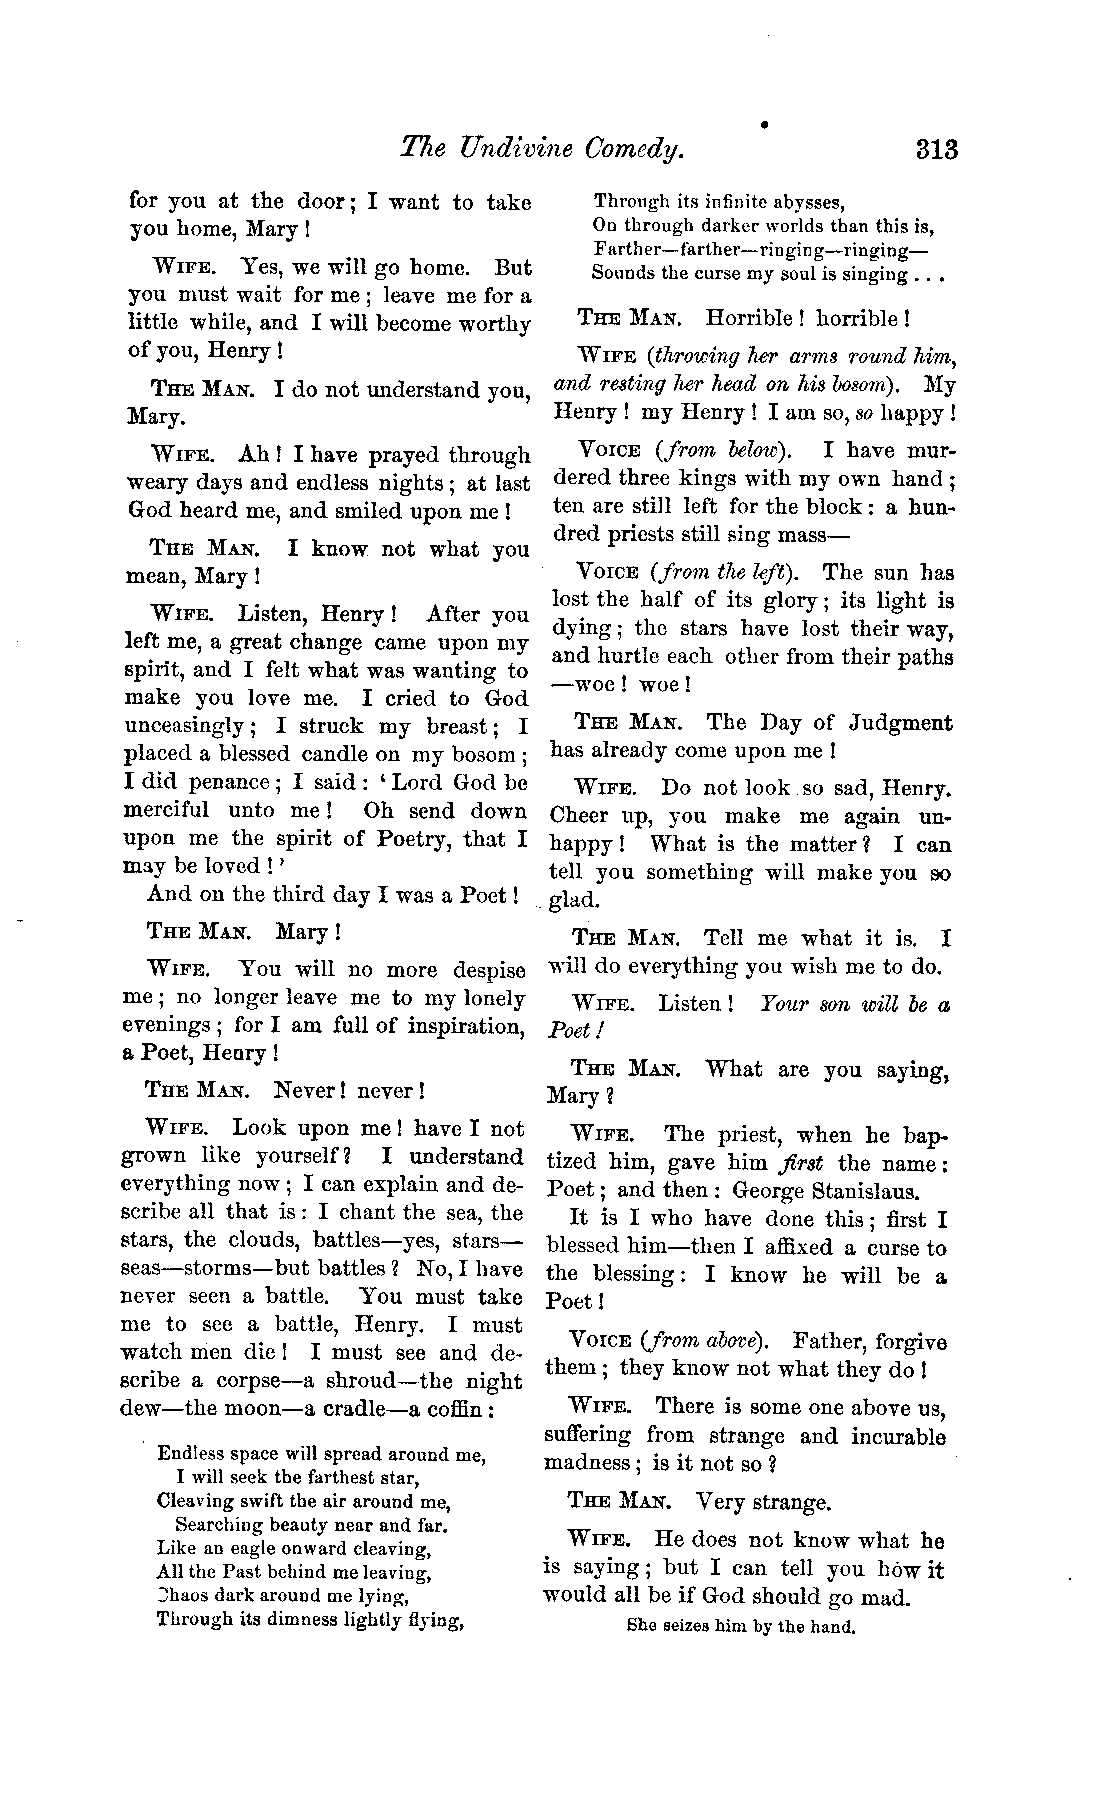 The Undivine Comedy. 313
for you at the door; I want to take
you home, Mary!
WIFE. Yes, we will go home. But
you must wait for me; leave me for a
little while, and I will become worthy
of you, Henry!
THE MAN. I do not understand you,
Mary.
WIFE. Ah! I have prayed through
weary days and endless nights; at last
God heard me, and smiled upon me!
THE MAN. I know not what you
mean, Mary!
WIFE. Listen, Henry! After you
left me, a great change came upon my
spirit, and I felt what was wanting to
make you love me. I cried to God
unceasingly; I struck my breast; I
placed a blessed candle on my bosom;
I did penance; I said: ‘Lord God be
merciful unto me! Oh send down
upon me the spirit of Poetry, that I
may be loved!’
And on the third day I was a Poet!
THE MAN. Mary!
WIFE. You will no more despise
me; no longer leave me to my lonely
evenings; for I am full of inspiration,
a Poet, Henry!
THE MAN. Never! never!
WIFE. Look upon me! have I not
grown like yourself? I understand
everything now; I can explain and de-
scribe all that is: I chant the sea, the
stars, the clouds, battles—yes, stars—
seas—storms—but battles? No, I have
never seen a battle. You must take
me to see a battle, Henry. I must
watch men die! I must see and de-
scribe a corpse—a shroud—the night
dew—the moon—a cradle—a coffin:
Endless space will spread around me,
I will seek the farthest star,
Cleaving swift the air around me,
Searching beauty near and far.
Like an eagle onward cleaving,
All the Past behind me leaving,
Chaos dark around me lying,
Through its dimness lightly flying,
Through its infinite abysses,
On through darker worlds than this is,
Farther—farther—ringing—ringing—
Sounds the curse my soul is singing . . .
THE MAN. Horrible! horrible!
WIFE (throwing her arms round him,
and resting her head on his bosom). My
Henry! my Henry! I am so, so happy!
VOICE (from below). I have mur-
dered three kings with my own hand;
ten are still left for the block: a hun-
dred priests still sing mass—
VOICE (from the left). The sun has
lost the half of its glory; its light is
dying; the stars have lost their way,
and hurtle each other from their paths
—woe! woe!
THE MAN. The Day of Judgment
has already come upon me!
WIFE. Do not look so sad, Henry.
Cheer up, you make me again un-
happy! What is the matter? I can
tell you something will make you so
glad.
THE MAN. Tell me what it is. I
will do everything you wish me to do.
WIFE. Listen! Your son will be a
Poet!
THE MAN. What are you saying,
Mary?
WIFE. The priest, when he bap-
tized him, gave him first the name:
Poet; and then: George Stanislaus.
It is I who have done this; first I
blessed him—then I affixed a curse to
the blessing: I know he will be a
Poet!
VOICE (from above). Father, forgive
them; they know not what they do!
WIFE. There is some one above us,
suffering from strange and incurable
madness; is it not so?
THE MAN. Very strange.
WIFE. He does not know what he
is saying; but I can tell you how it
would all be if God should go mad.
She seizes him by the hand.